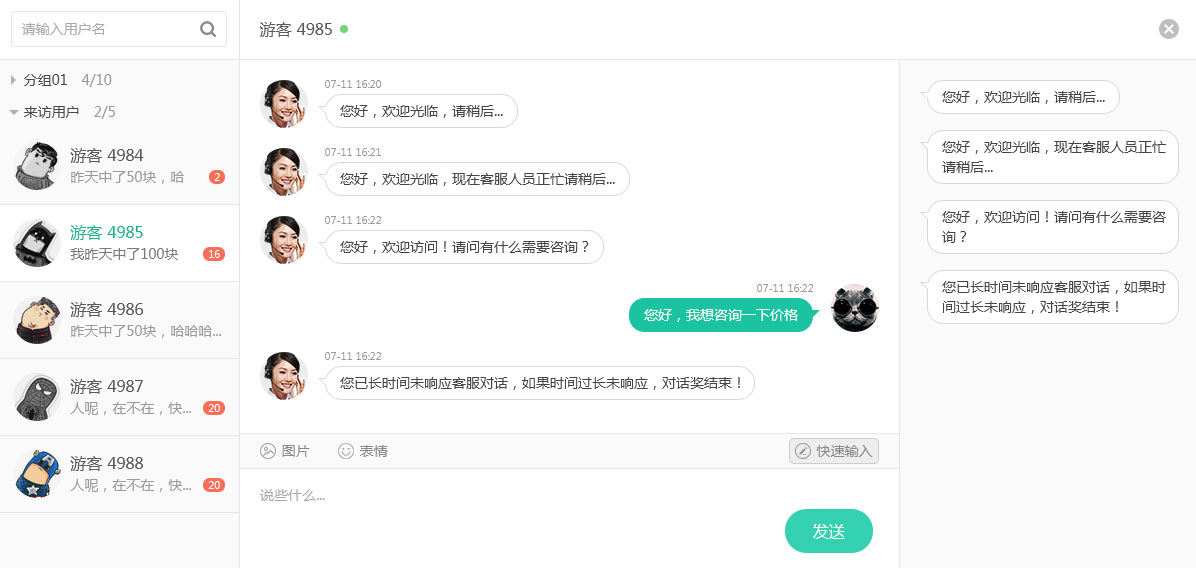 请输入用户名
分组01 4/10
来访用户 2/5
游客 4984
昨天中了50块，哈
2
游客 4985
我昨天中了100块
16
游客 4986
昨天中了50块，哈哈哈...
游客 4987
人呢，在不在，快...
20
游客 4988
人呢，在不在，快...
20
游客 4985
07-11 16:20
您好，欢迎光临，请稍后...
07-11 16:21
您好，欢迎光临，现在客服人员正忙请稍后...
07-11 16:22
您好，欢迎访问！请问有什么需要咨询？
07-11 16:22
您好，我想咨询一下价格
07-11 16:22
您已长时间未响应客服对话，如果时间过长未响应，对话奖结束！
图片
表情
快速输入
说些什么...
发送
您好，欢迎光临，请稍后...
您好，欢迎光临，现在客服人员正忙
请稍后...
您好，欢迎访问！请问有什么需要咨
询？
您已长时间未响应客服对话，如果时
间过长未响应，对话奖结束！